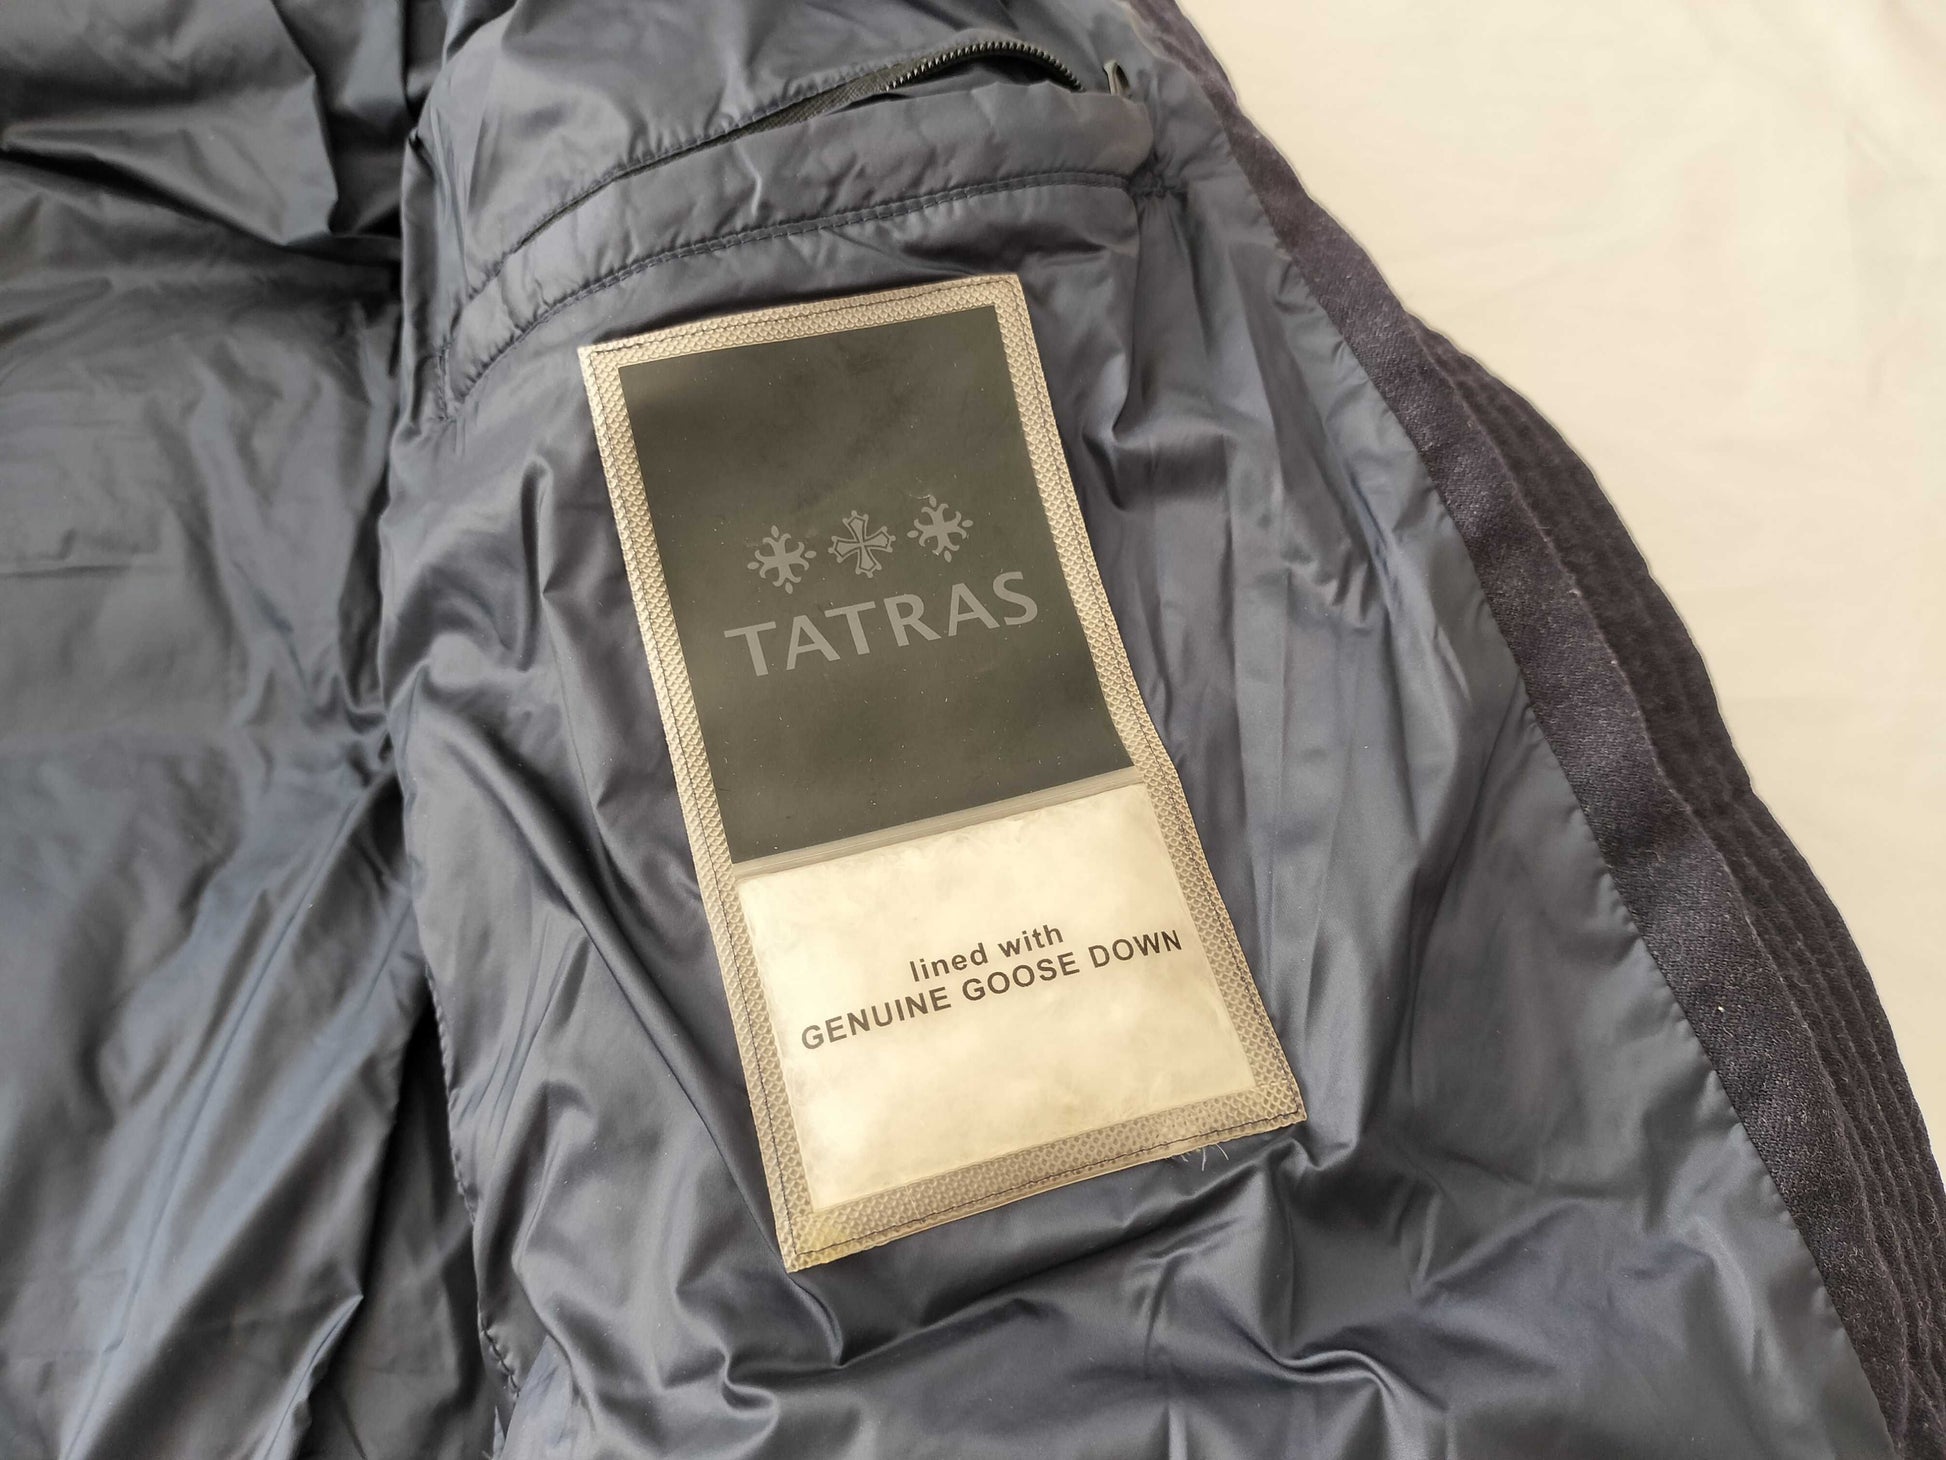 TATRAS
lined with
GENUINE GOOSE DOWN